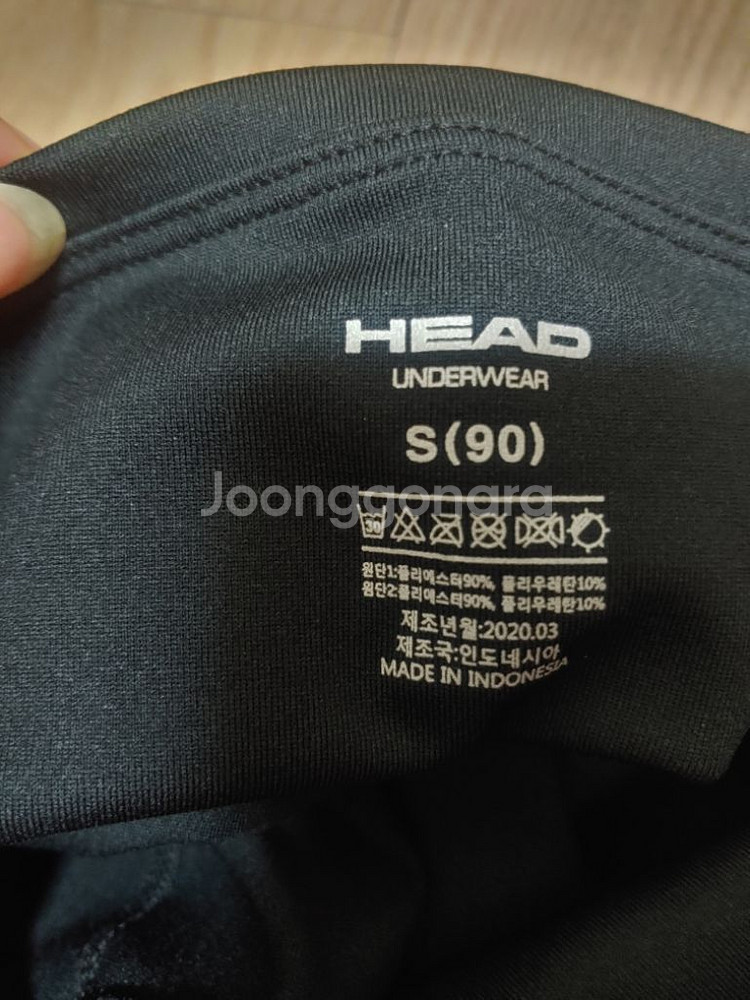 HEAD
UNDERWEAR
S(90)
Joonggonara
30
원단1:폴리에스터90%, 폴리우레탄10%
원단2:폴리에스터90%, 폴리우레탄10%
제조년월:2020.03
제조국:인도네시아
MADE IN INDONESIA